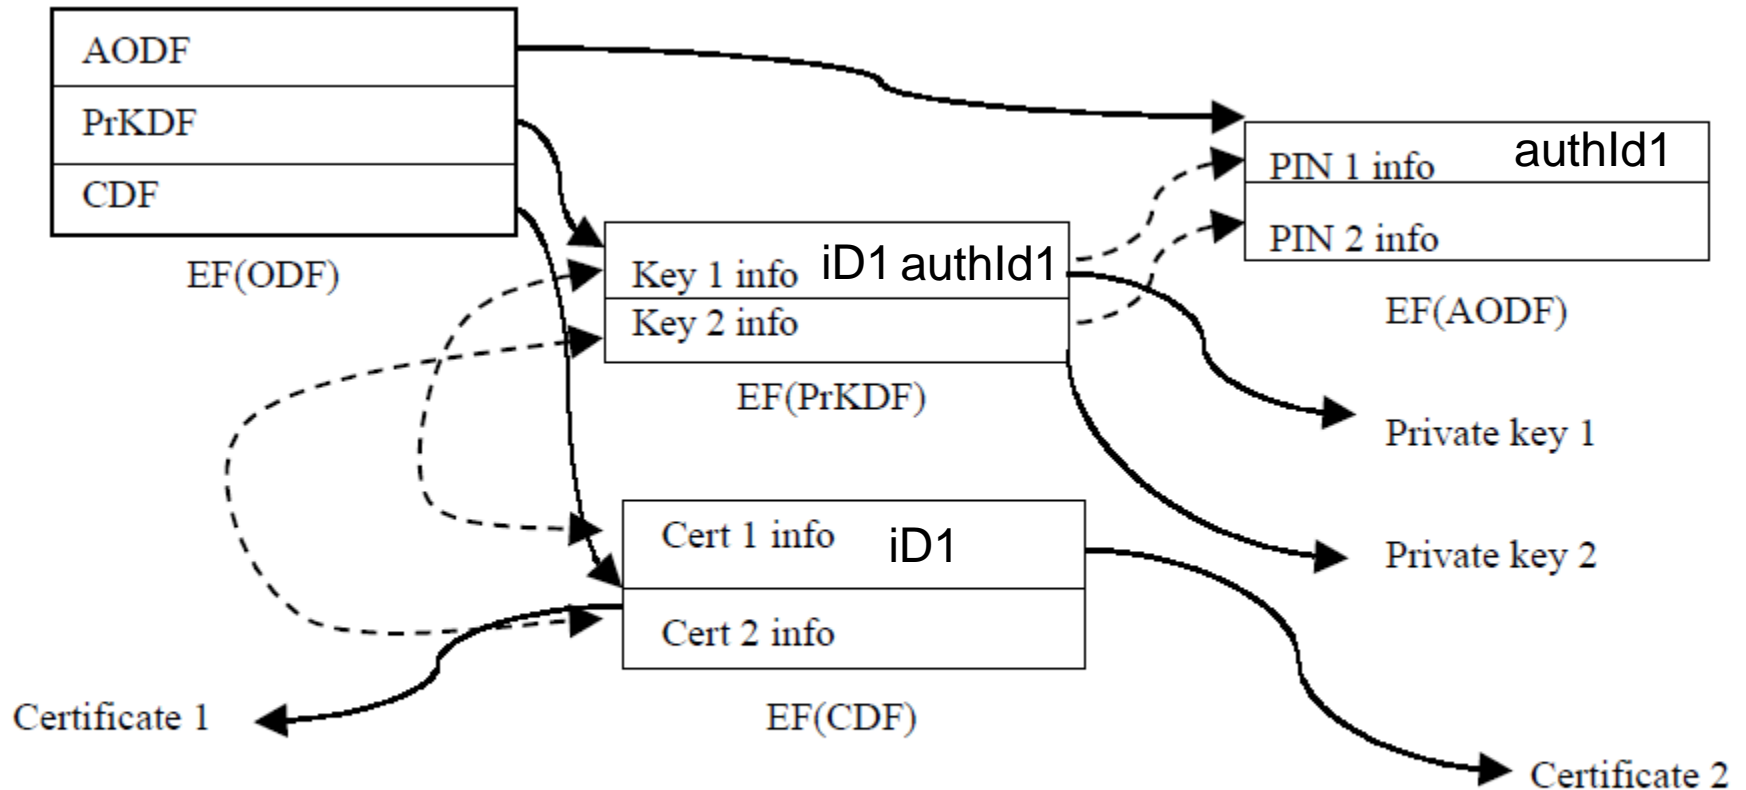 AODF
PrKDF
CDF
EF(ODF)
PIN 1 info authId1
PIN 2 info
EF(AODF)
Key 1 info iD1 authId1
Key 2 info
EF(PrKDF)
Private key 1
Cert 1 info iD1
Cert 2 info
EF(CDF)
Private key 2
Certificate 1
Certificate 2